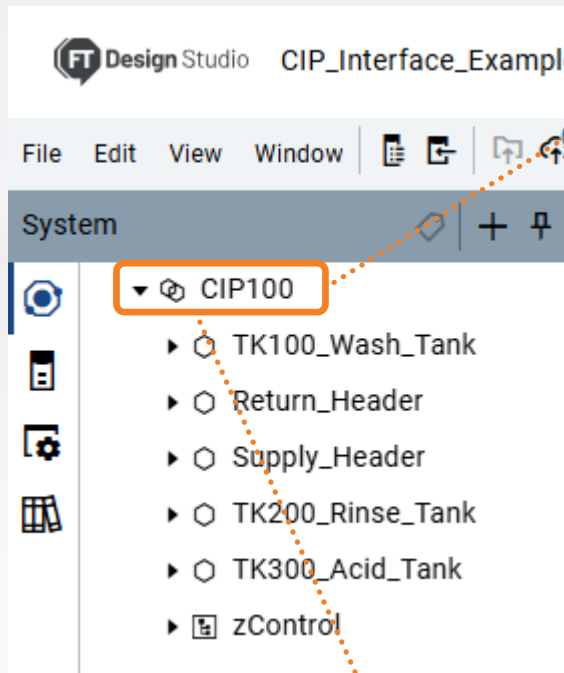 FT Design Studio CIP_Interface_Exampl
File Edit View Window
System
CIP100
TK100_Wash_Tank
Return_Header
Supply_Header
TK200_Rinse_Tank
TK300_Acid_Tank
zControl